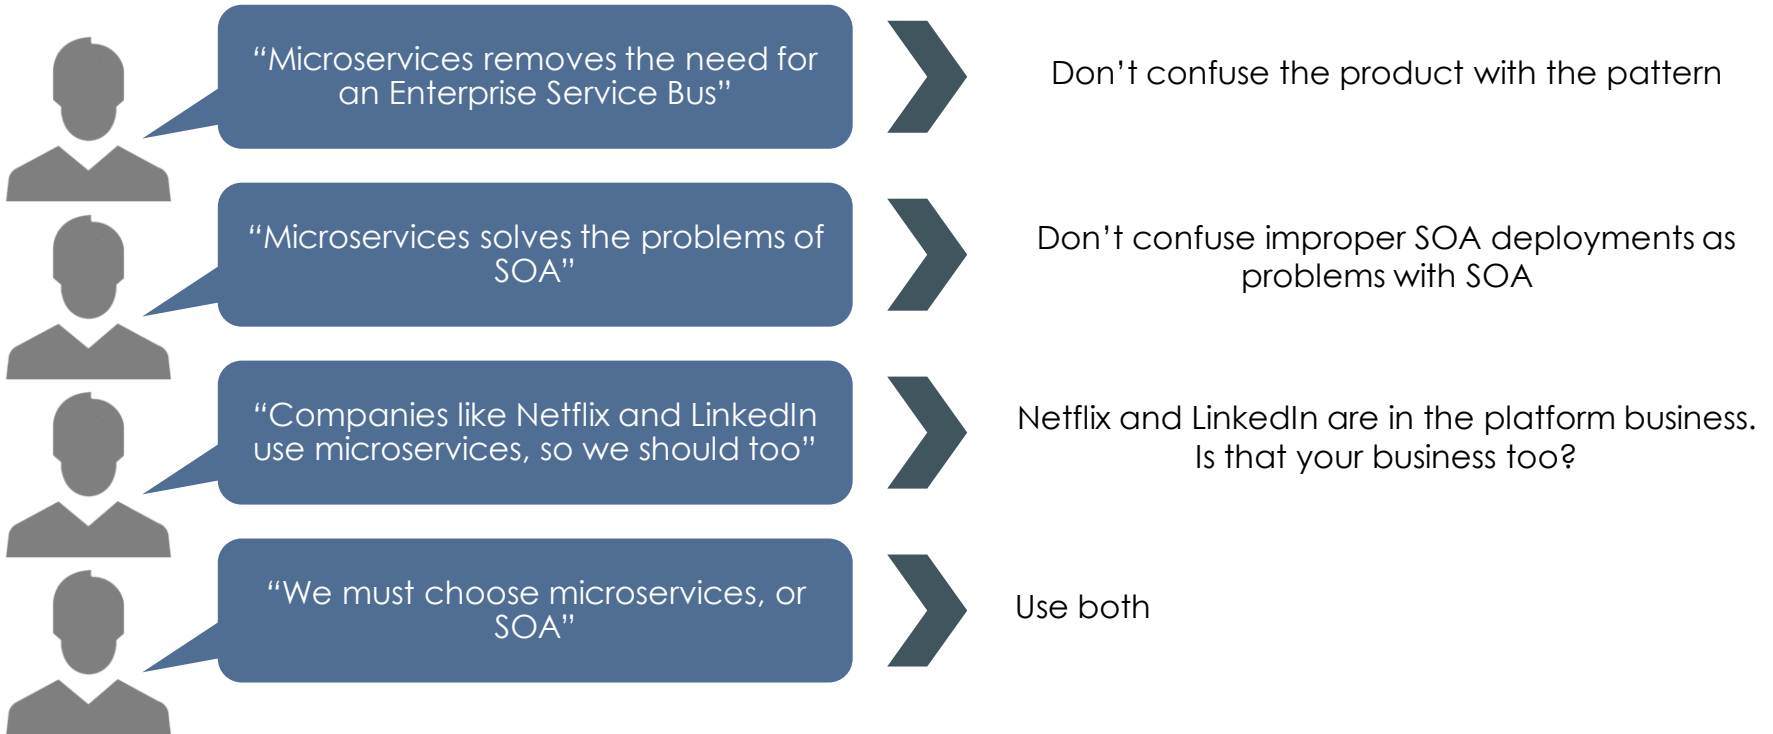 “Microservices removes the need for
an Enterprise Service Bus”
Don’t confuse the product with the pattern
“Microservices solves the problems of
SOA”
Don’t confuse improper SOA deployments as
problems with SOA
“Companies like Netflix and LinkedIn
use microservices, so we should too”
Netflix and LinkedIn are in the platform business.
Is that your business too?
“We must choose microservices, or
SOA”
Use both